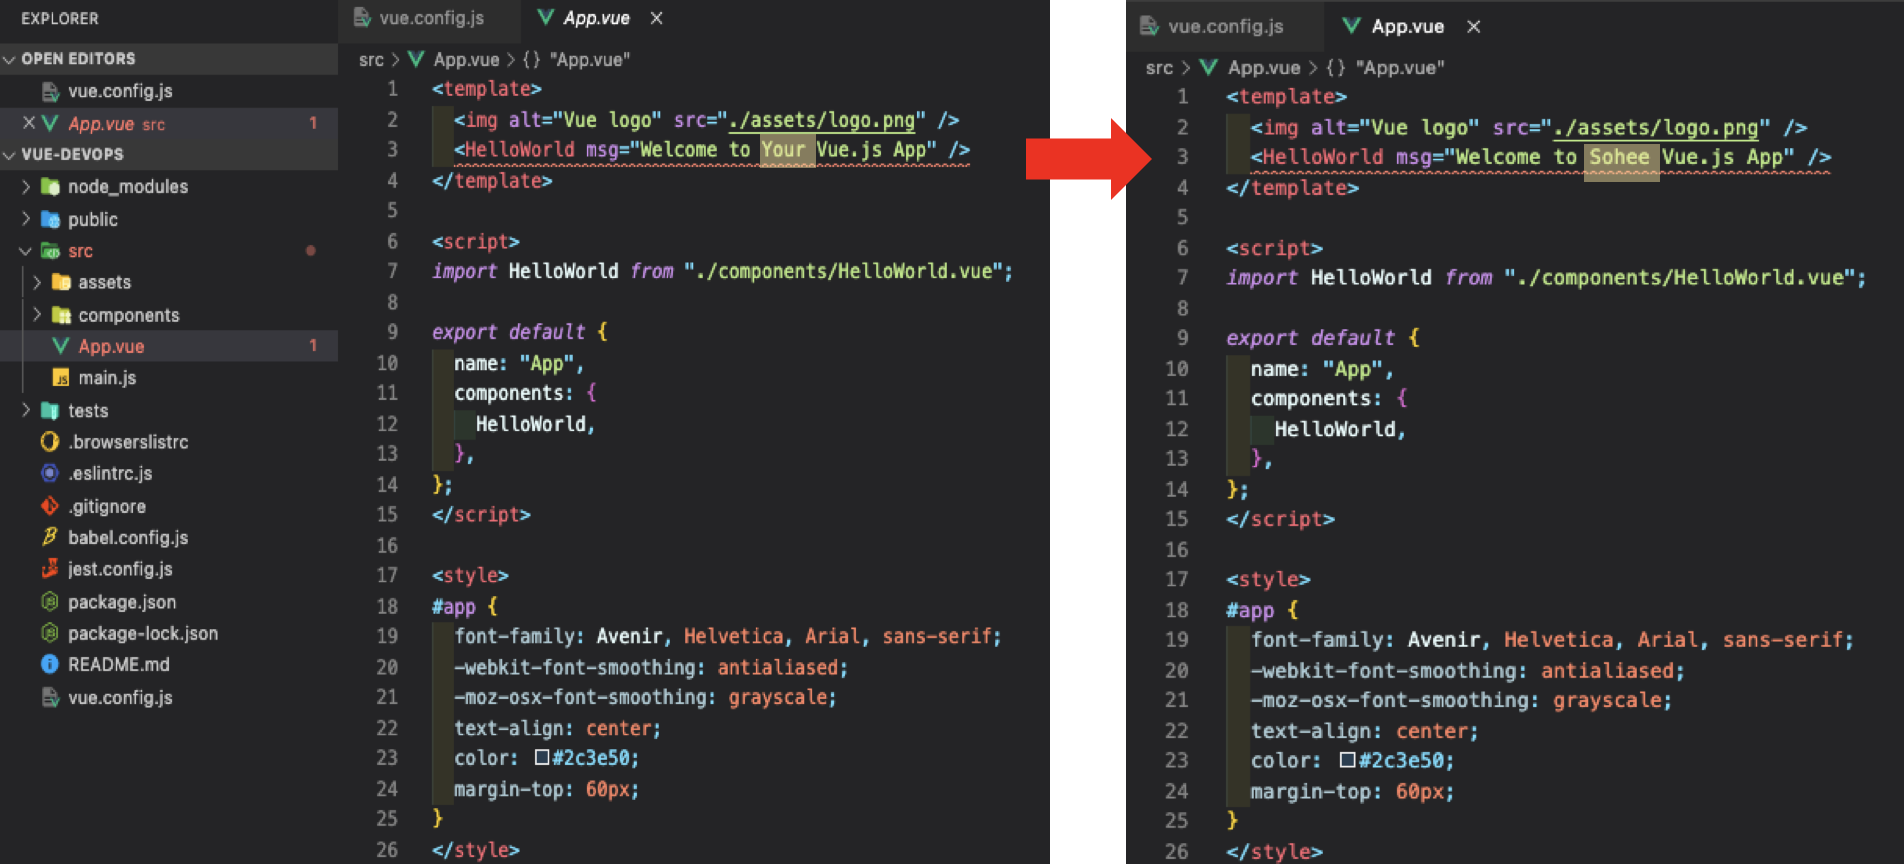 EXPLORER
OPEN EDITORS
vue.config.js
App.vue src 1
VUE-DEVOPS
node_modules
public
src
assets
components
App.vue 1
main.js
tests
.browserslistrc
.eslintrc.js
.gitignore
babel.config.js
jest.config.js
package.json
package-lock.json
README.md
vue.config.js
vue.config.js App.vue
src > App.vue > {} "App.vue"
1 <template>
2 <img alt="Vue logo" src="./assets/logo.png" />
3 <HelloWorld msg="Welcome to Your Vue.js App" />
4 </template>
5
6 <script>
7 import HelloWorld from "./components/HelloWorld.vue";
8
9 export default {
10 name: "App",
11 components: {
12 HelloWorld,
13 },
14 };
15 </script>
16
17 <style>
18 #app {
19 font-family: Avenir, Helvetica, Arial, sans-serif;
20 -webkit-font-smoothing: antialiased;
21 -moz-osx-font-smoothing: grayscale;
22 text-align: center;
23 color: #2c3e50;
24 margin-top: 60px;
25 }
26 </style>
vue.config.js App.vue
src > App.vue > {} "App.vue"
1 <template>
2 <img alt="Vue logo" src="./assets/logo.png" />
3 <HelloWorld msg="Welcome to Sohee Vue.js App" />
4 </template>
5
6 <script>
7 import HelloWorld from "./components/HelloWorld.vue";
8
9 export default {
10 name: "App",
11 components: {
12 HelloWorld,
13 },
14 };
15 </script>
16
17 <style>
18 #app {
19 font-family: Avenir, Helvetica, Arial, sans-serif;
20 -webkit-font-smoothing: antialiased;
21 -moz-osx-font-smoothing: grayscale;
22 text-align: center;
23 color: #2c3e50;
24 margin-top: 60px;
25 }
26 </style>